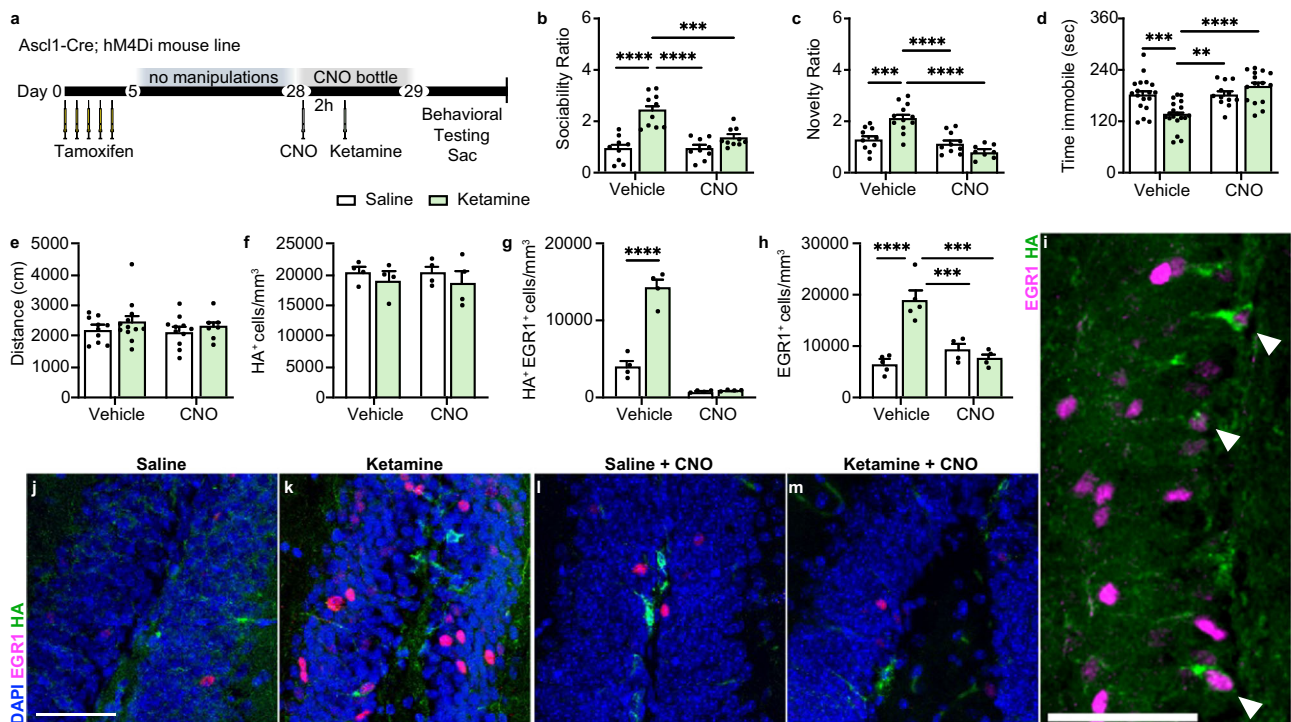 a
Ascl1-Cre; hM4Di mouse line
no manipulations
CNO bottle
Day 0
5
28
29
2h
Tamoxifen
CNO
Ketamine
Behavioral
Testing
Sac
Saline
Ketamine
b
Sociability Ratio
6
4
2
0
****
****
***
Vehicle
CNO
c
Novelty Ratio
6
4
2
0
***
****
****
Vehicle
CNO
d
Time immobile (sec)
360
240
120
0
***
****
**
Vehicle
CNO
e
Distance (cm)
5000
4000
3000
2000
1000
0
Vehicle
CNO
f
HA⁺ cells/mm³
25000
20000
15000
10000
5000
0
Vehicle
CNO
g
HA⁺ EGR1⁺ cells/mm³
20000
10000
0
****
Vehicle
CNO
h
EGR1⁺ cells/mm³
30000
20000
10000
0
****
***
***
Vehicle
CNO
i
EGR1 HA
Saline
Ketamine
Saline + CNO
Ketamine + CNO
j
k
l
m
DAPI EGR1 HA